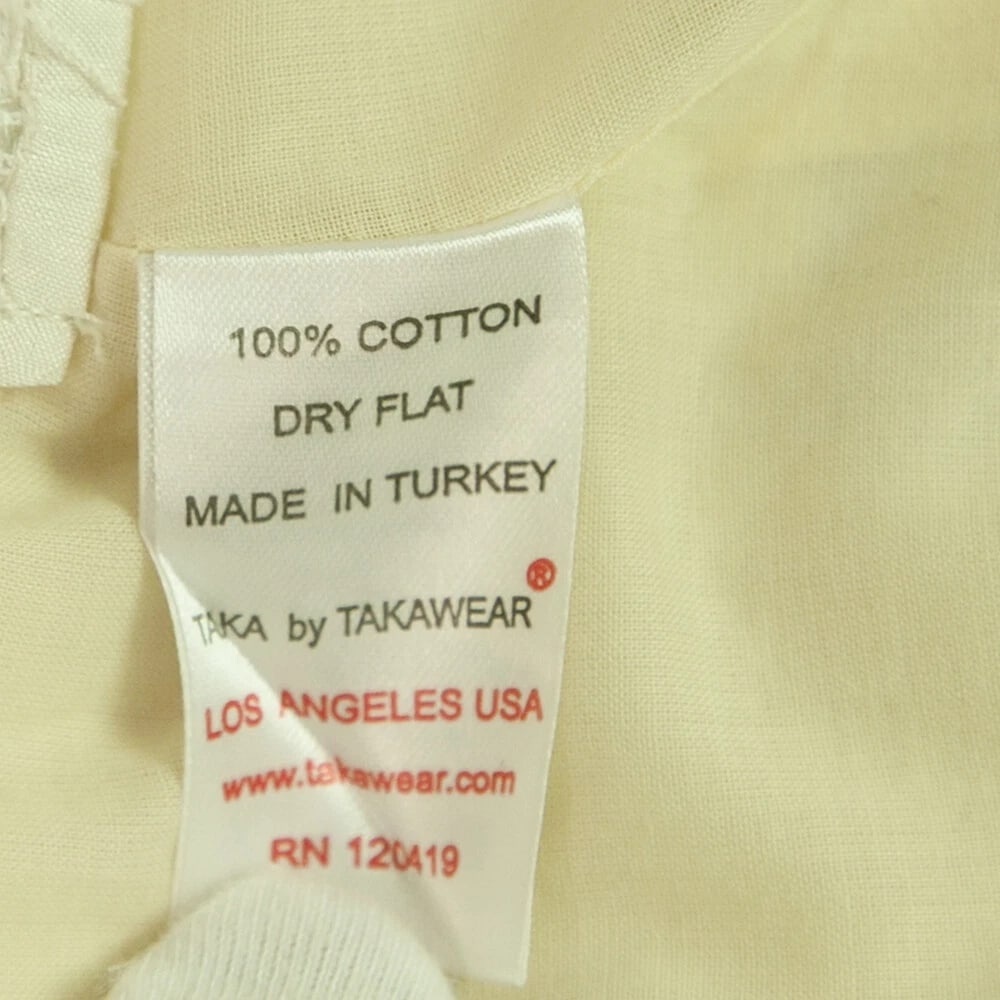 100% COTTON
DRY FLAT
MADE IN TURKEY
TAKA by TAKAWEAR®
LOS ANGELES USA
www.takawear.com
RN 120419